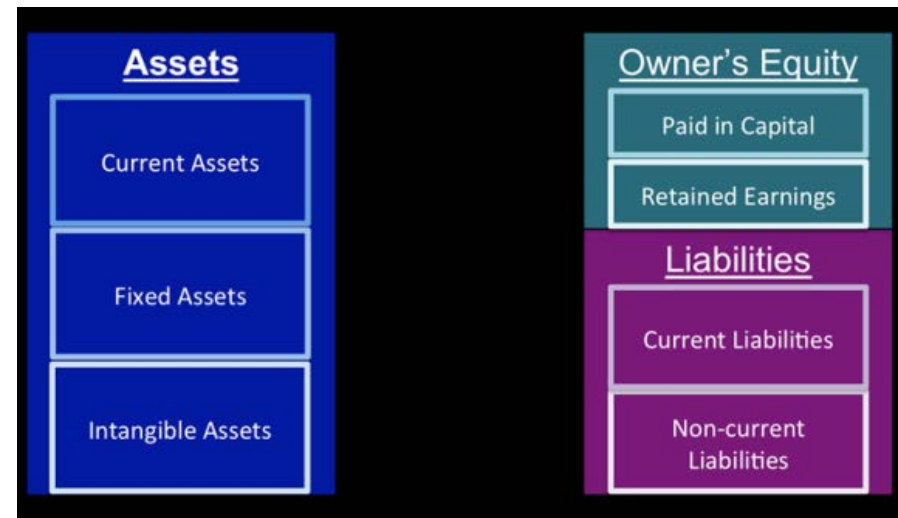 Assets
Current Assets
Fixed Assets
Intangible Assets
Owner's Equity
Paid in Capital
Retained Earnings
Liabilities
Current Liabilities
Non-current
Liabilities